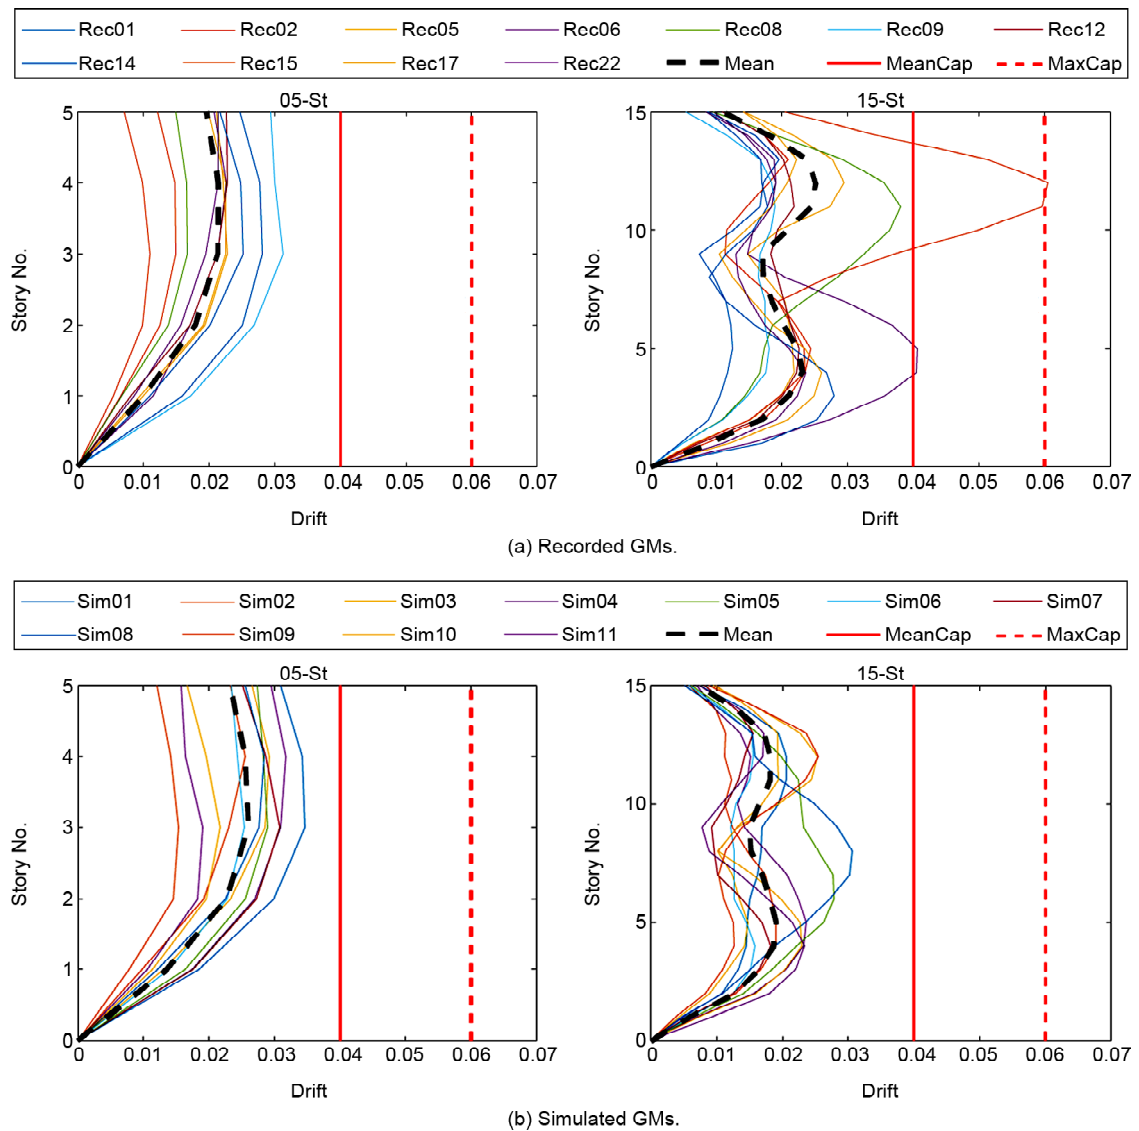 Rec01 Rec02 Rec05 Rec06 Rec08 Rec09 Rec12
Rec14 Rec15 Rec17 Rec22 Mean MeanCap MaxCap
05-St
5
4
3
2
1
0
Story No.
0 0.01 0.02 0.03 0.04 0.05 0.06 0.07
Drift
15-St
15
10
5
0
Story No.
0 0.01 0.02 0.03 0.04 0.05 0.06 0.07
Drift
(a) Recorded GMs.
Sim01 Sim02 Sim03 Sim04 Sim05 Sim06 Sim07
Sim08 Sim09 Sim10 Sim11 Mean MeanCap MaxCap
05-St
5
4
3
2
1
0
Story No.
0 0.01 0.02 0.03 0.04 0.05 0.06 0.07
Drift
15-St
15
10
5
0
Story No.
0 0.01 0.02 0.03 0.04 0.05 0.06 0.07
Drift
(b) Simulated GMs.